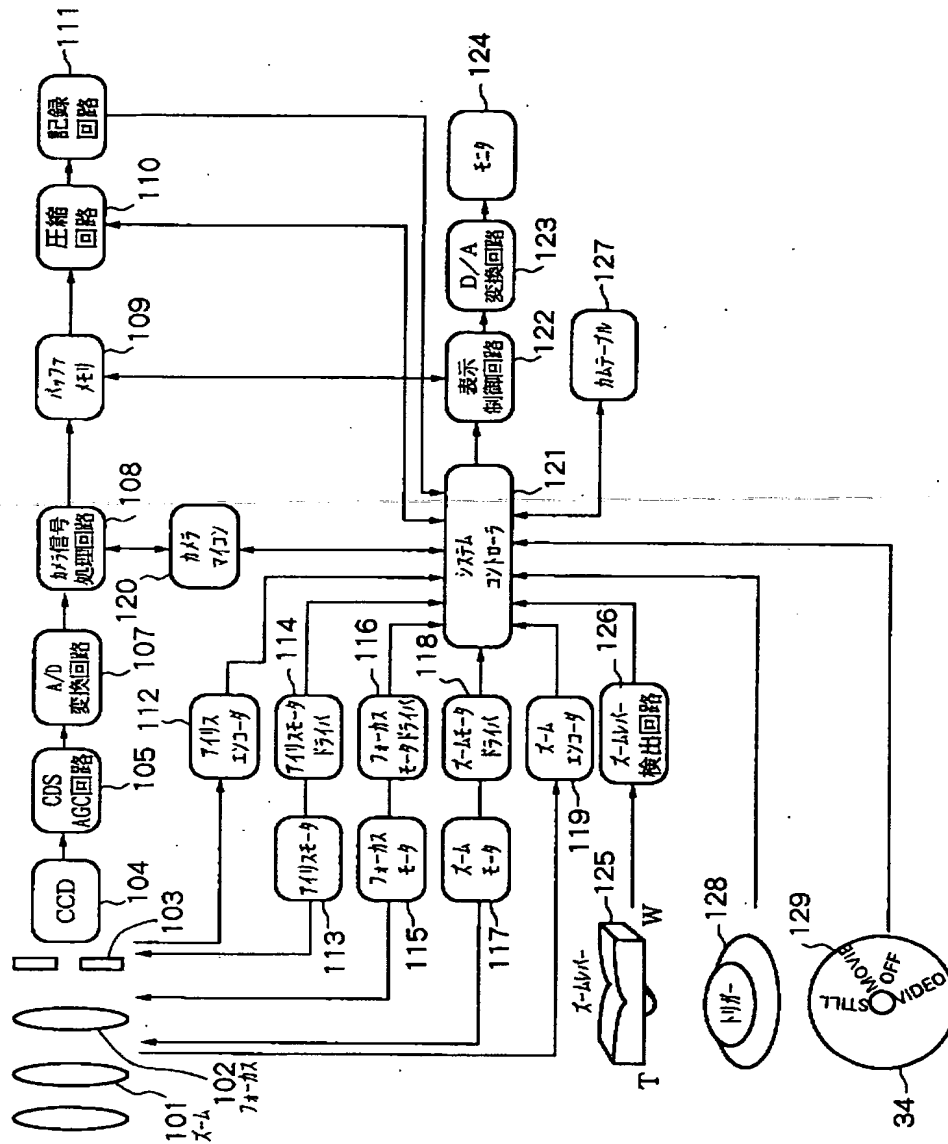 101
ズーム
102
フォーカス
103
CCD
104
CDS
AGC回路
105
A/D
変換回路
107
カメラ信号
処理回路
108
バッファ
メモリ
109
圧縮
回路
110
記録
回路
111
アイリス
エンコーダ
112
カメラ
マイコン
120
アイリスモータ
113
アイリスモータ
ドライバ
114
フォーカス
モータ
115
フォーカス
モータドライバ
116
ズーム
モータ
117
ズームモータ
ドライバ
118
ズーム
エンコーダ
119
システム
コントローラ
121
表示
制御回路
122
D/A
変換回路
123
モニタ
124
ズームレバー
125
T
W
ズームレバー
検出回路
126
カムテーブル
127
トリガー
128
STILL
MOVIE
OFF
VIDEO
129
34